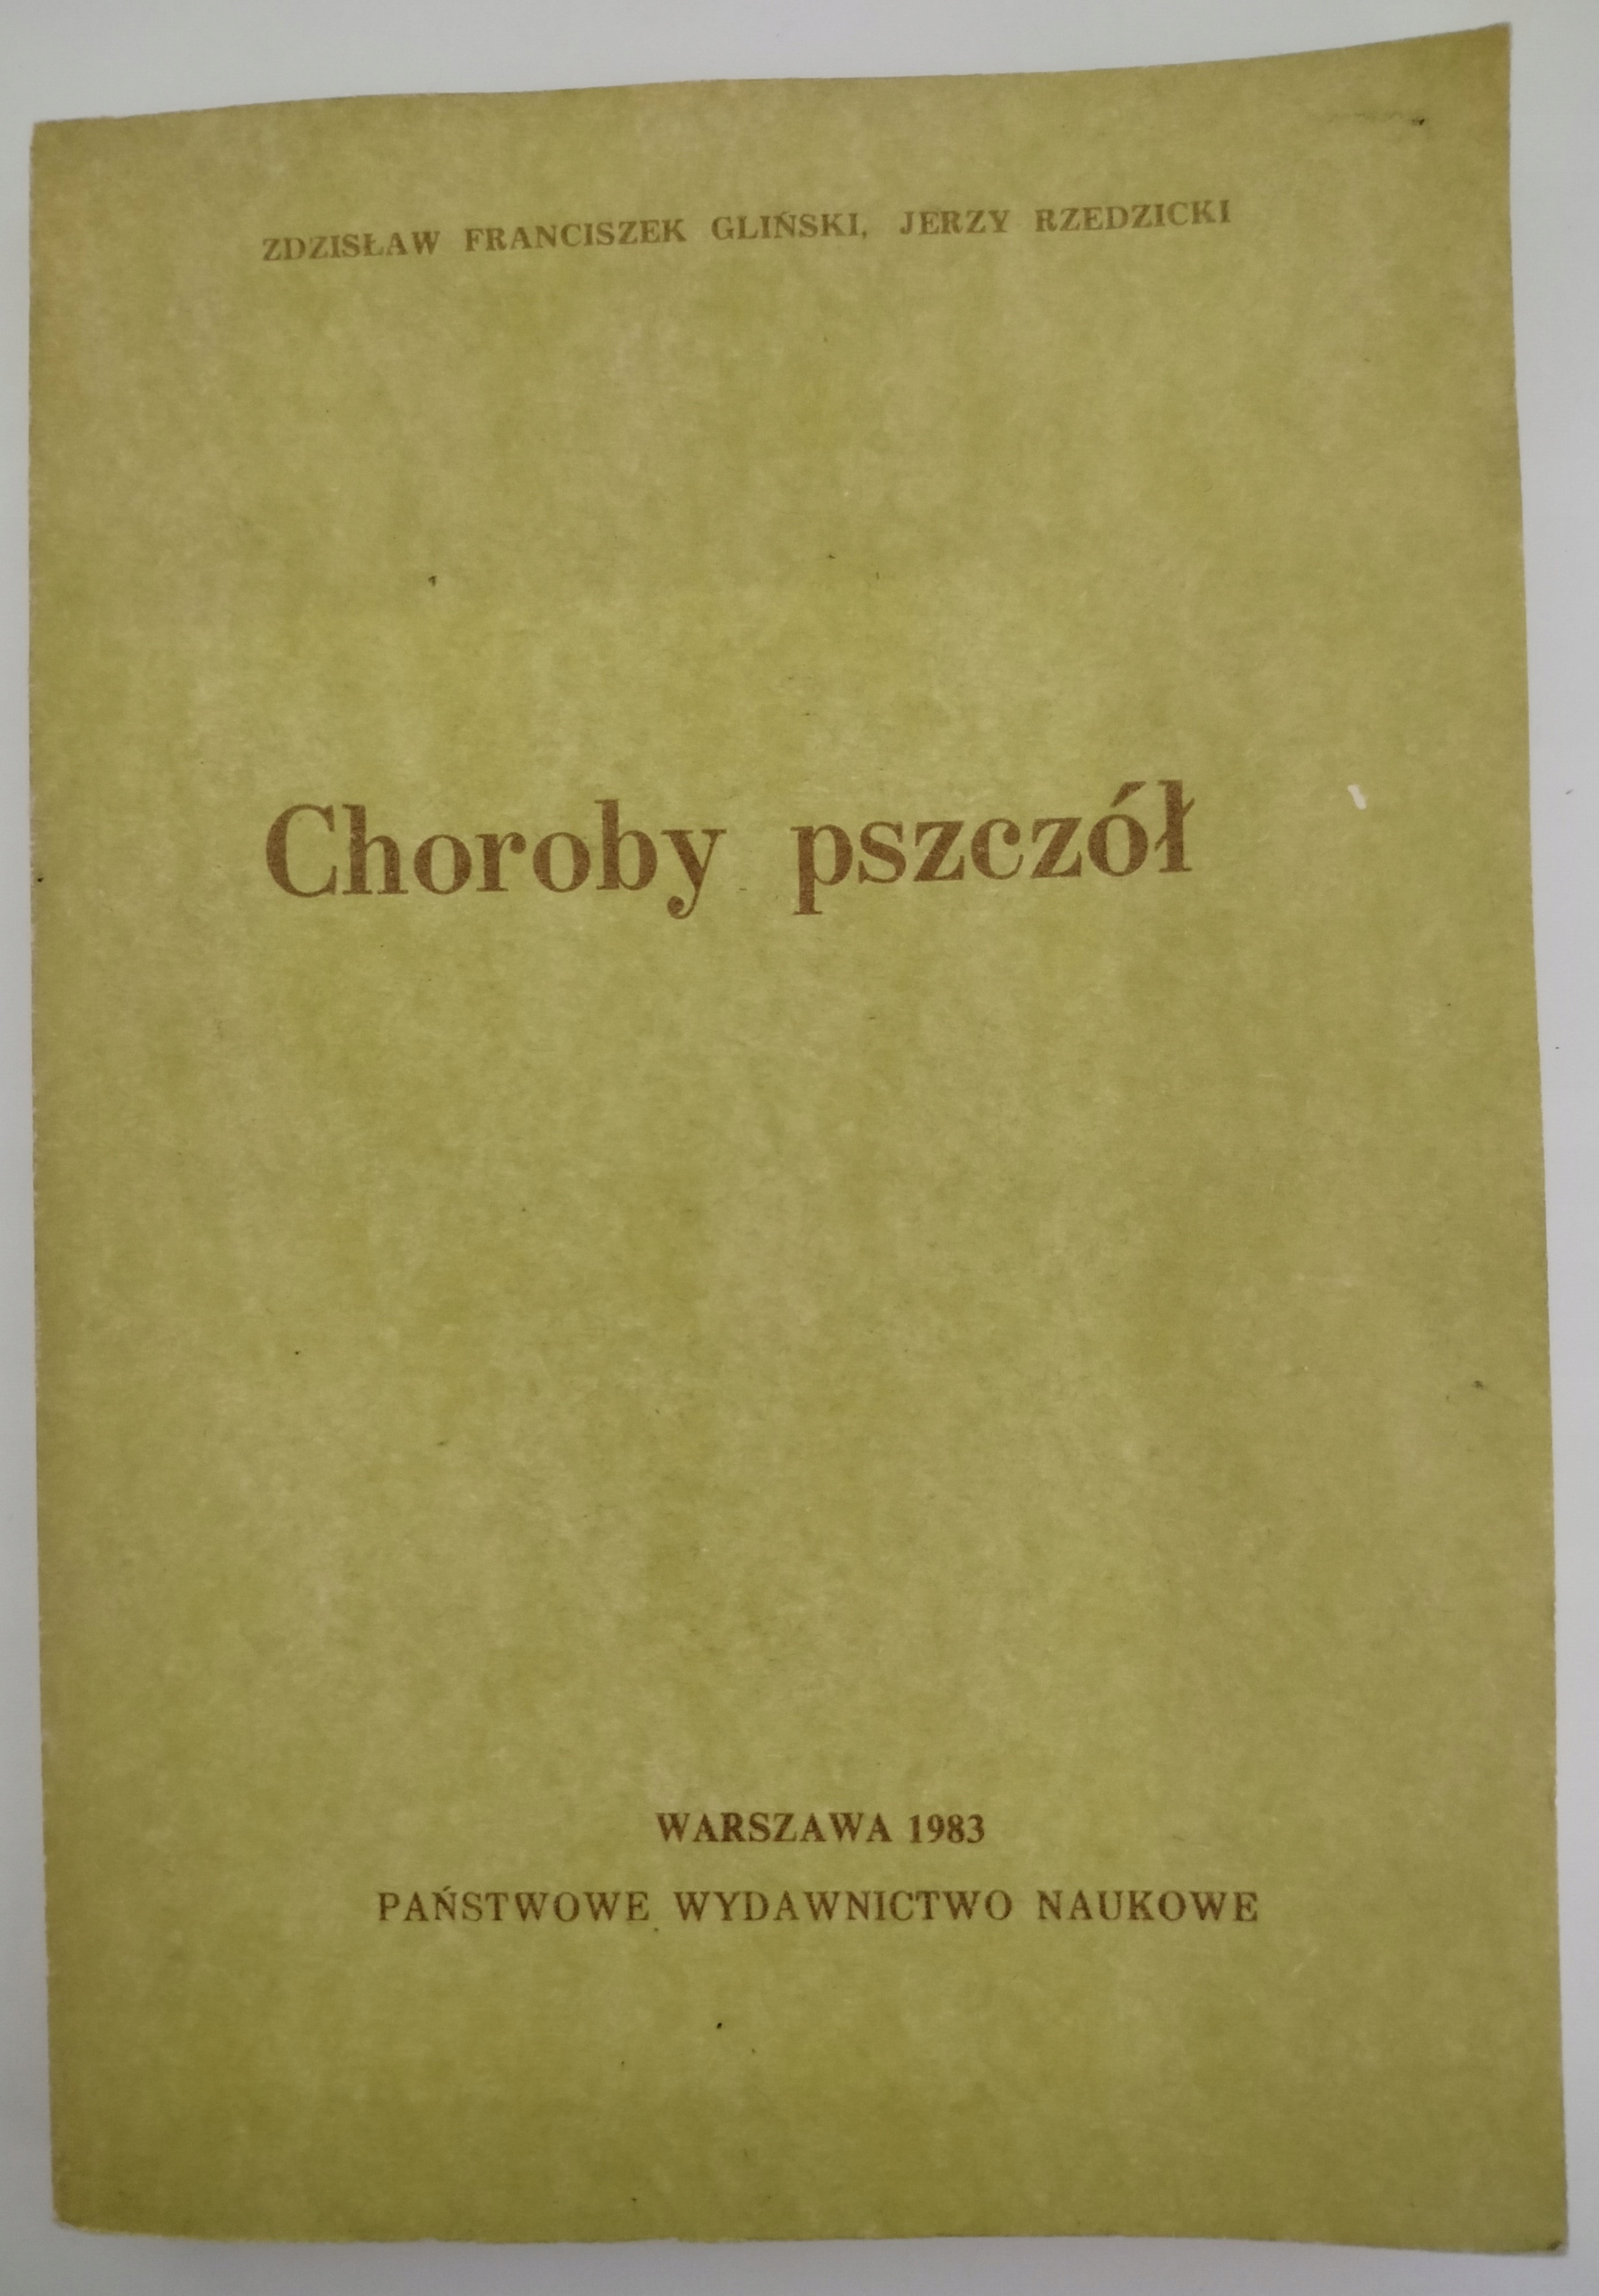 ZDZISŁAW FRANCISZEK GLIŃSKI, JERZY RZEDZICKI
Choroby pszczół
WARSZAWA 1983
PAŃSTWOWE WYDAWNICTWO NAUKOWE